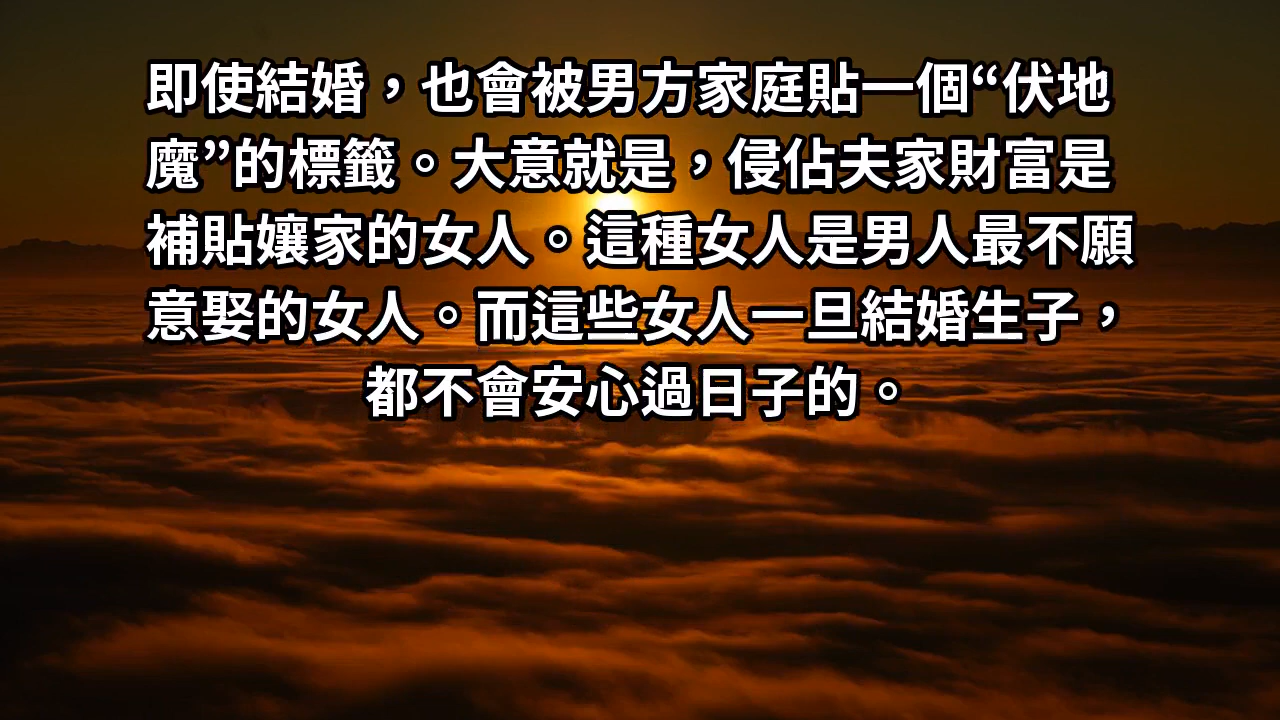 即使結婚，也會被男方家庭貼一個“伏地
魔”的標籤。大意就是，侵佔夫家財富是
補貼孃家的女人。這種女人是男人最不願
意娶的女人。而這些女人一旦結婚生子，
都不會安心過日子的。